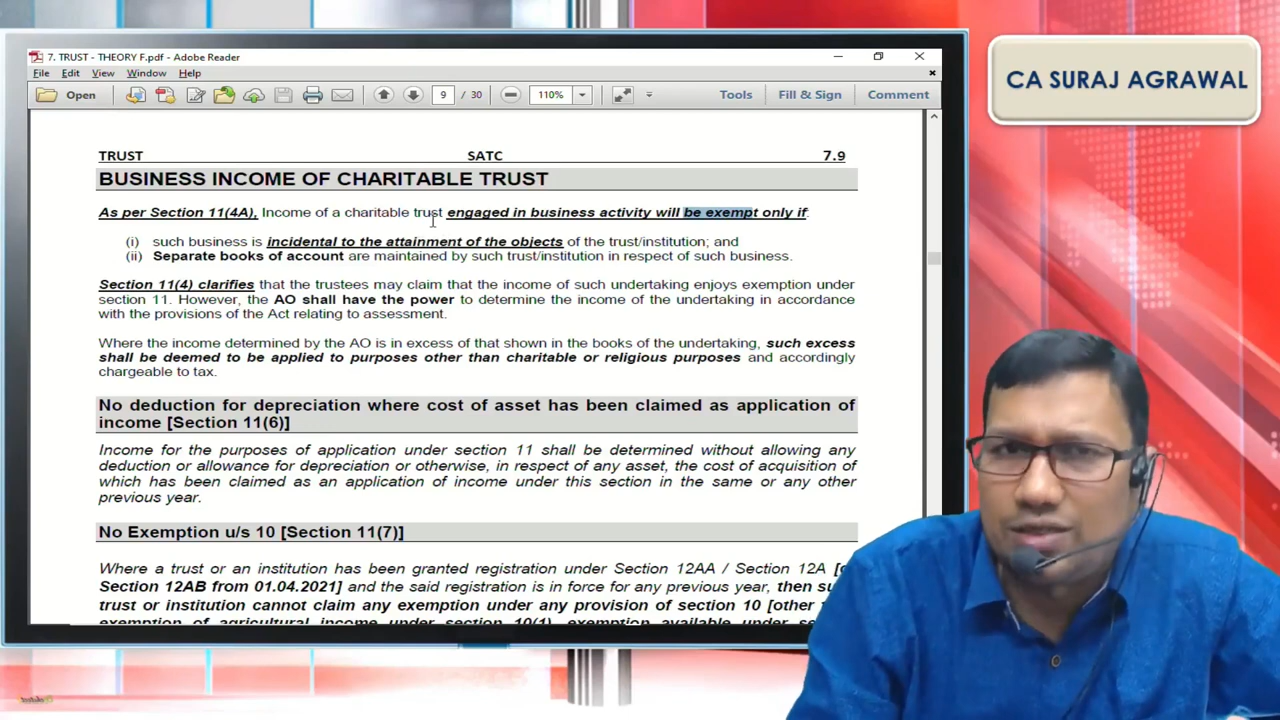 CA SURAJ AGRAWAL
7. TRUST - THEORY F.pdf - Adobe Reader
File Edit View Window Help
Open 9 / 30 110% Tools Fill & Sign Comment
TRUST SATC 7.9
BUSINESS INCOME OF CHARITABLE TRUST
As per Section 11(4A), Income of a charitable trust engaged in business activity will be exempt only if:
(i) such business is incidental to the attainment of the objects of the trust/institution; and
(ii) Separate books of account are maintained by such trust/institution in respect of such business.
Section 11(4) clarifies that the trustees may claim that the income of such undertaking enjoys exemption under
section 11. However, the AO shall have the power to determine the income of the undertaking in accordance
with the provisions of the Act relating to assessment.
Where the income determined by the AO is in excess of that shown in the books of the undertaking, such excess
shall be deemed to be applied to purposes other than charitable or religious purposes and accordingly
chargeable to tax.
No deduction for depreciation where cost of asset has been claimed as application of
income [Section 11(6)]
Income for the purposes of application under section 11 shall be determined without allowing any
deduction or allowance for depreciation or otherwise, in respect of any asset, the cost of acquisition of
which has been claimed as an application of income under this section in the same or any other
previous year.
No Exemption u/s 10 [Section 11(7)]
Where a trust or an institution has been granted registration under Section 12AA / Section 12A
Section 12AB from 01.04.2021] and the said registration is in force for any previous year, then
trust or institution cannot claim any exemption under any provision of section 10 [other
exemption of agricultural income under section 10(1), exemption available under